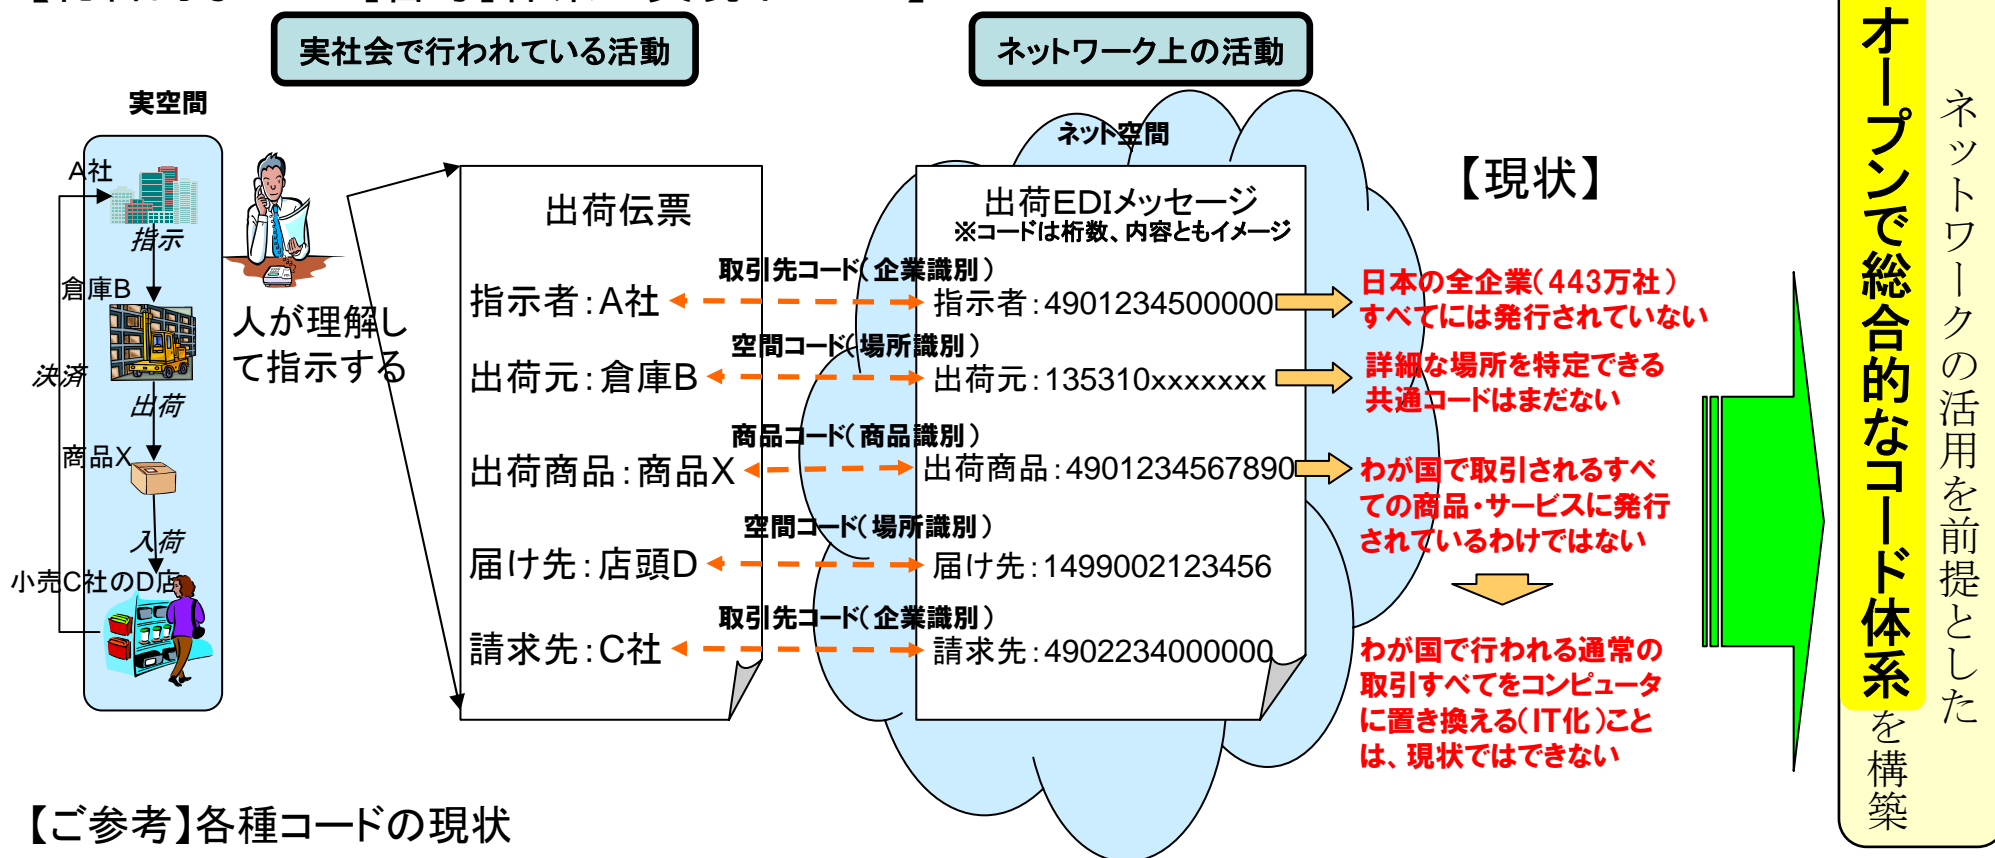 実社会で行われている活動
ネットワーク上の活動
実空間
A社
指示
倉庫B
決済
出荷
商品X
入荷
小売C社のD店
人が理解し
て指示する
出荷伝票
指示者：A社
出荷元：倉庫B
出荷商品：商品X
届け先：店頭D
請求先：C社
取引先コード（企業識別）
空間コード（場所識別）
商品コード（商品識別）
空間コード（場所識別）
取引先コード（企業識別）
ネット空間
出荷EDIメッセージ
※コードは桁数、内容ともイメージ
指示者：4901234500000
出荷元：135310xxxxxxx
出荷商品：4901234567890
届け先：1499002123456
請求先：4902234000000
【現状】
日本の全企業（443万社）
すべてには発行されていない
詳細な場所を特定できる
共通コードはまだない
わが国で取引されるすべ
ての商品・サービスに発行
されているわけではない
わが国で行われる通常の
取引すべてをコンピュータ
に置き換える（IT化）こと
は、現状ではできない
ネットワークの活用を前提とした
オープンで総合的なコード体系を構築
【ご参考】各種コードの現状